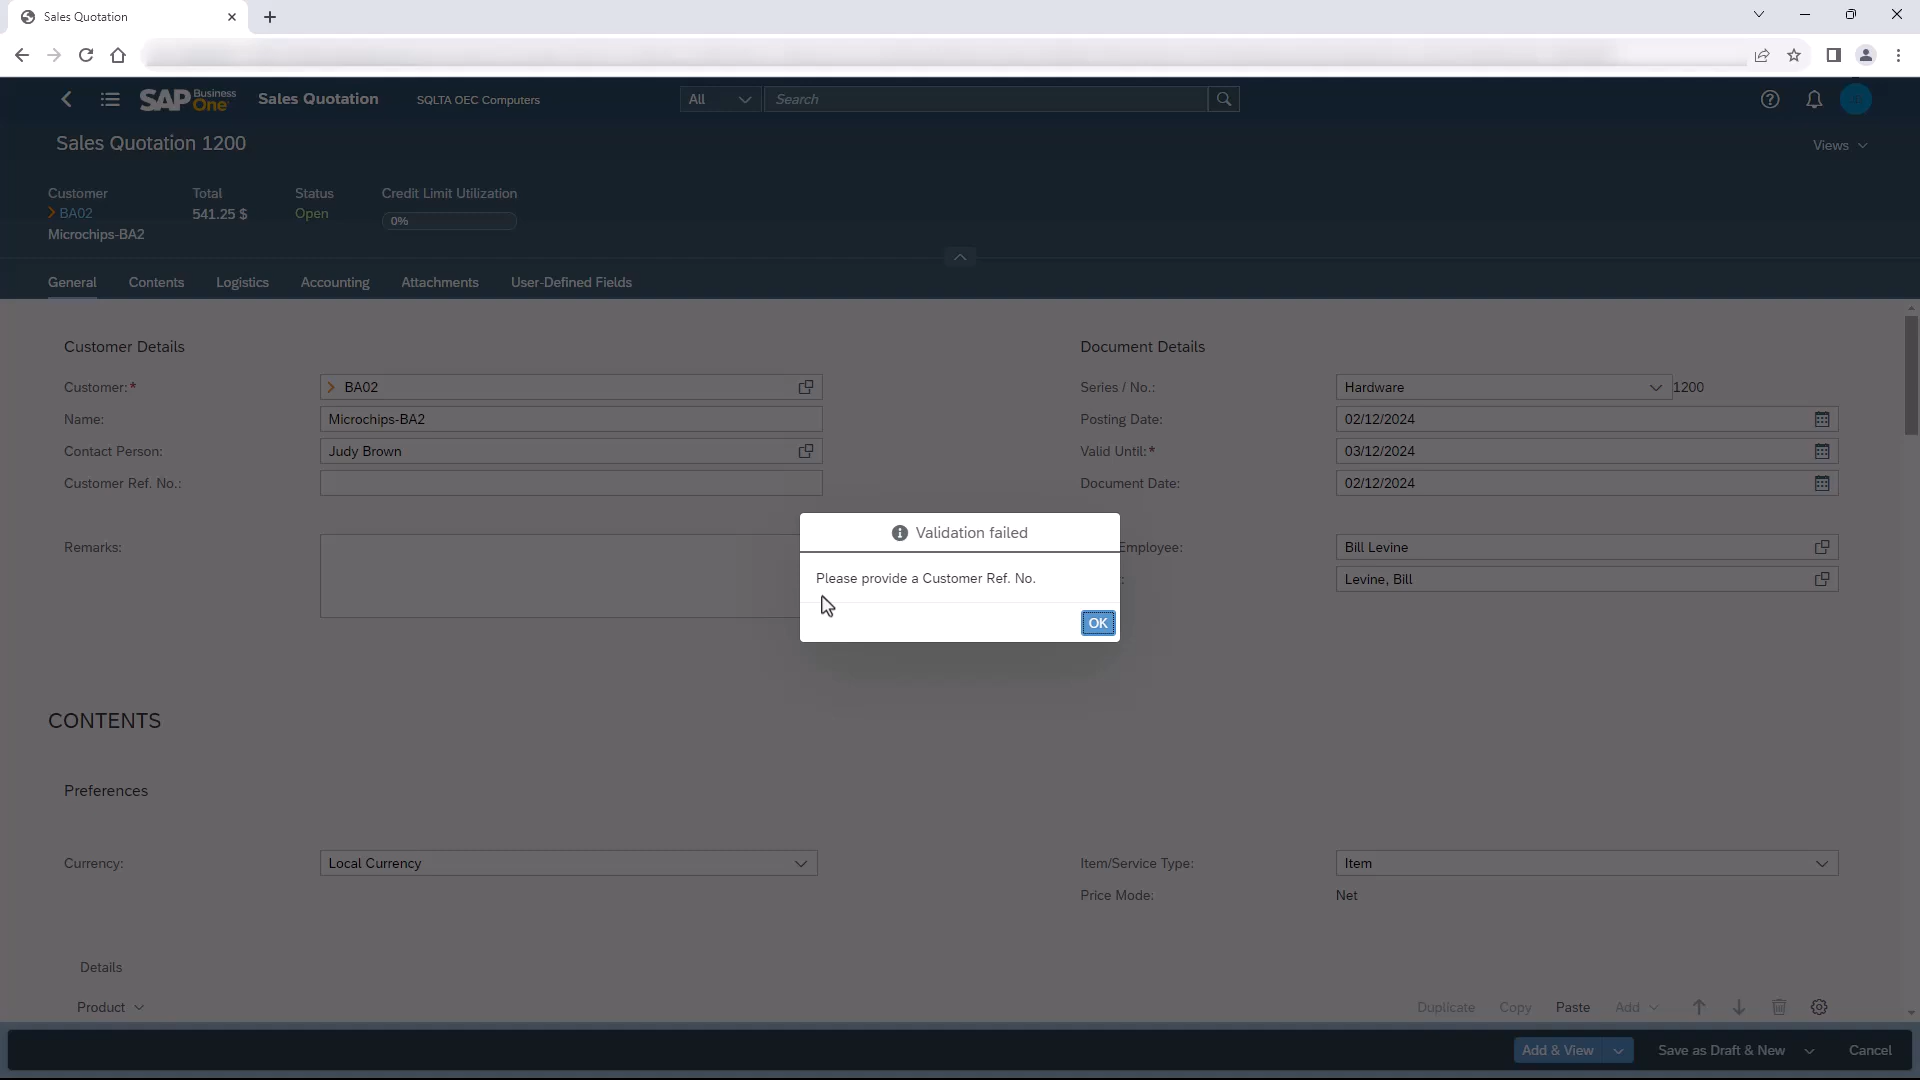 Sales Quotation
SAP Business One Sales Quotation SQLTA OEC Computers All Search
Sales Quotation 1200 Views
Customer Total Status Credit Limit Utilization
BA02 541.25 $ Open 0%
Microchips-BA2
General Contents Logistics Accounting Attachments User-Defined Fields
Customer Details Document Details
Customer:* BA02 Series / No.: Hardware 1200
Name: Microchips-BA2 Posting Date: 02/12/2024
Contact Person: Judy Brown Valid Until:* 03/12/2024
Customer Ref. No.: Document Date: 02/12/2024
Validation failed
Remarks: Employee: Bill Levine
Please provide a Customer Ref. No. : Levine, Bill
OK
CONTENTS
Preferences
Currency: Local Currency Item/Service Type: Item
Price Mode: Net
Details
Product Duplicate Copy Paste Add
Add & View Save as Draft & New Cancel